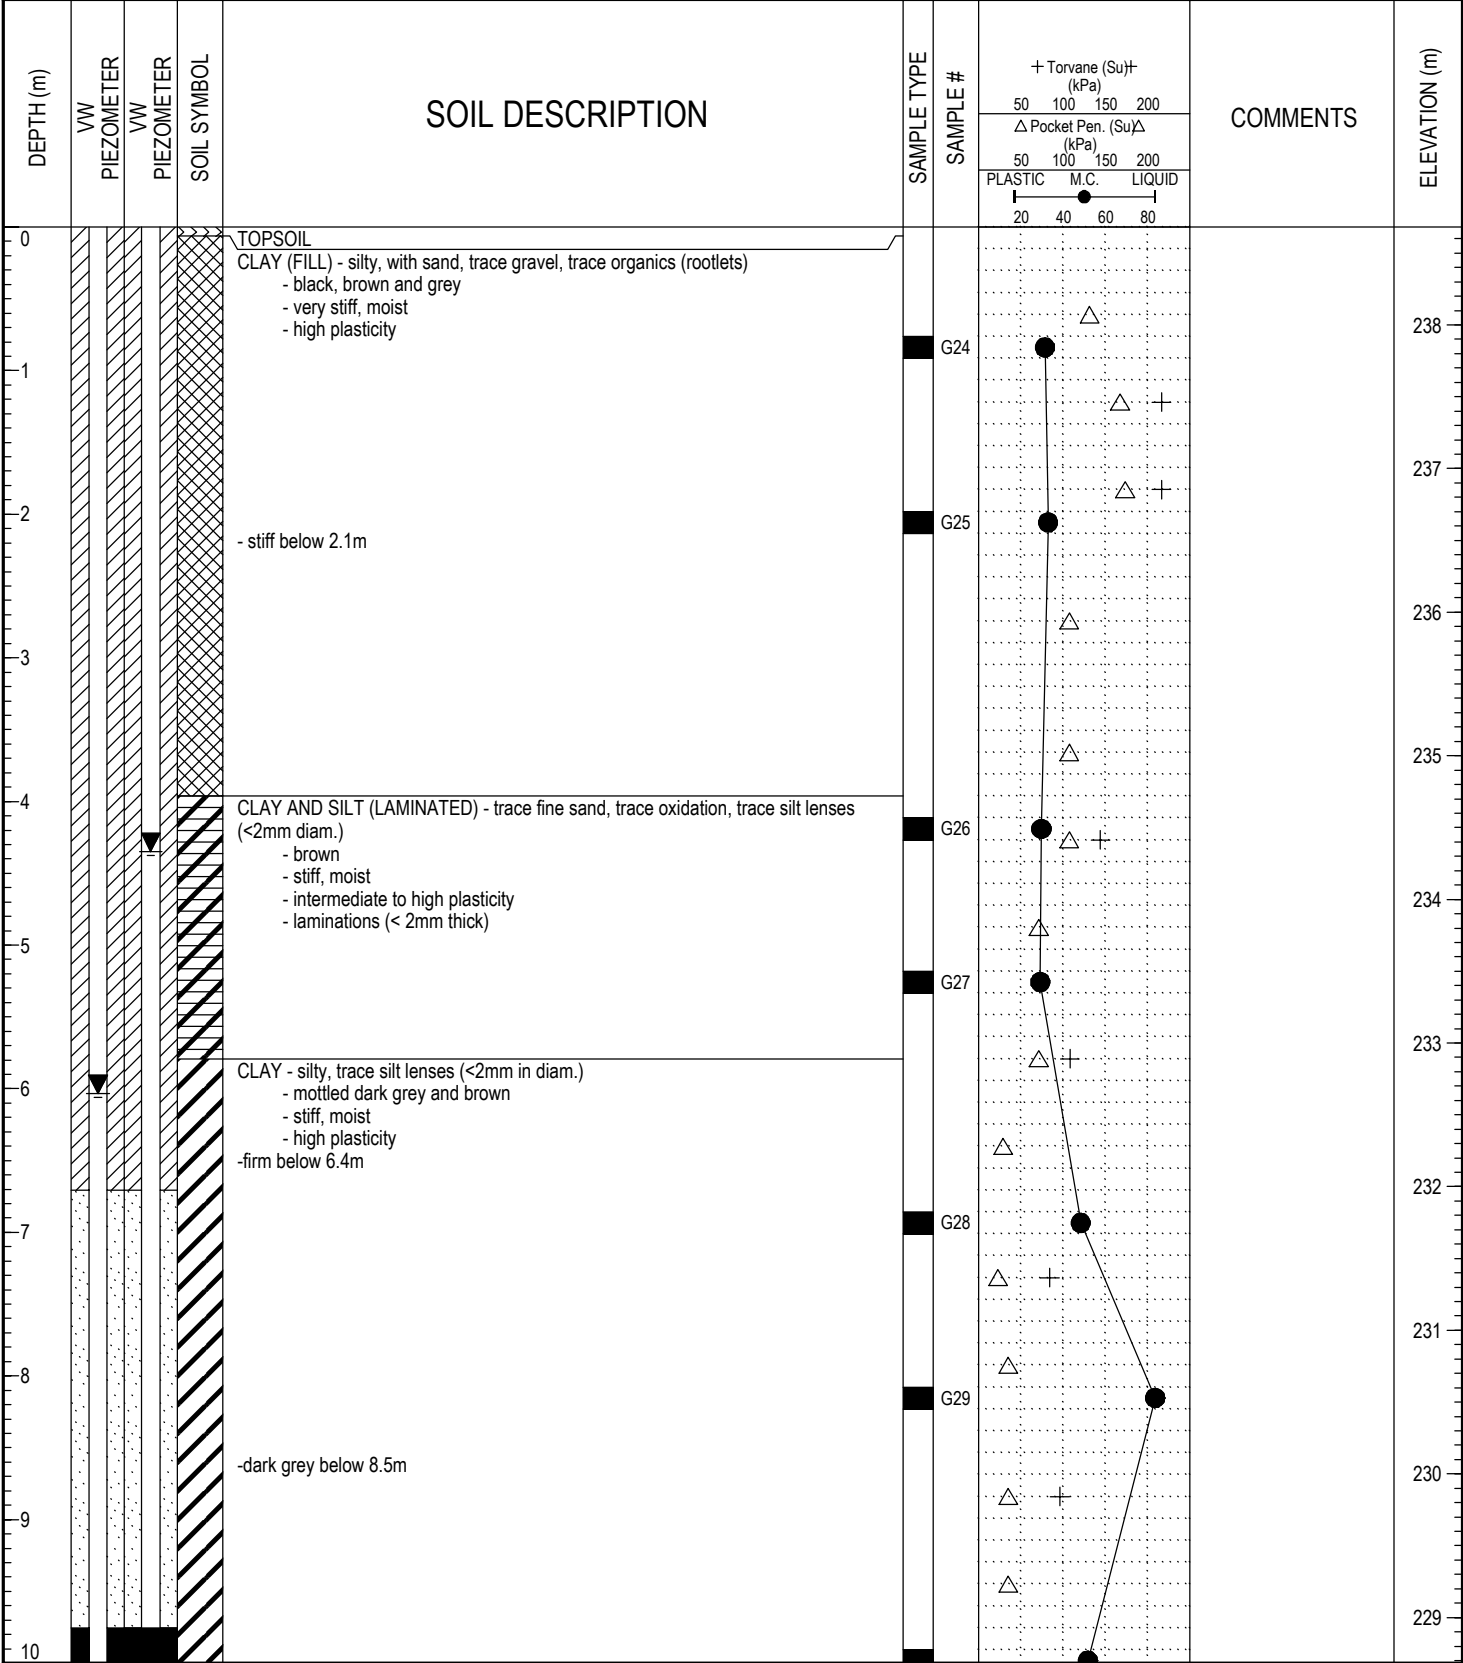 DEPTH (m)
VW
PIEZOMETER
VW
PIEZOMETER
SOIL SYMBOL
SOIL DESCRIPTION
SAMPLE TYPE
SAMPLE #
+ Torvane (Su)+
(kPa)
50 100 150 200
△ Pocket Pen. (Su)△
(kPa)
50 100 150 200
PLASTIC M.C. LIQUID
20 40 60 80
COMMENTS
ELEVATION (m)
0
TOPSOIL
CLAY (FILL) - silty, with sand, trace gravel, trace organics (rootlets)
- black, brown and grey
- very stiff, moist
- high plasticity
238
G24
1
237
2
G25
- stiff below 2.1m
236
3
235
4
CLAY AND SILT (LAMINATED) - trace fine sand, trace oxidation, trace silt lenses
(<2mm diam.)
G26
- brown
- stiff, moist
- intermediate to high plasticity
234
- laminations (< 2mm thick)
5
G27
233
CLAY - silty, trace silt lenses (<2mm in diam.)
6
- mottled dark grey and brown
- stiff, moist
- high plasticity
-firm below 6.4m
232
G28
7
231
8
G29
-dark grey below 8.5m
230
9
229
10